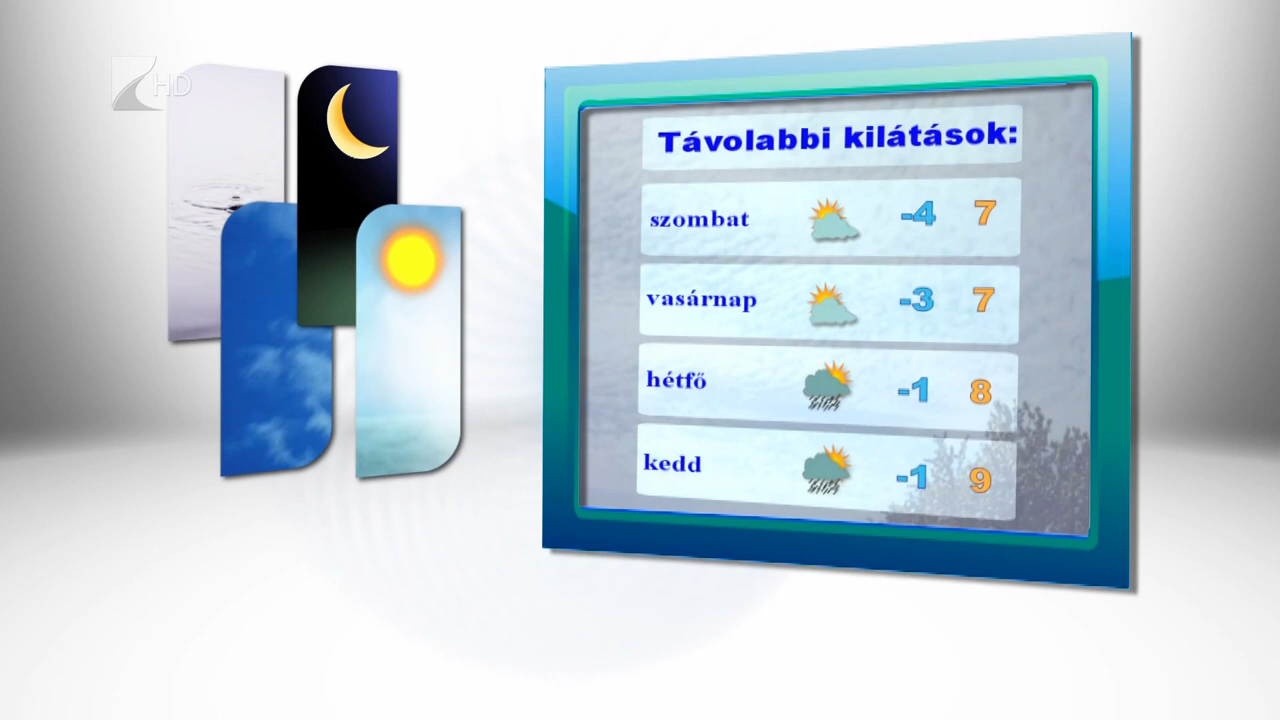 HD
Távolabbi kilátások:
szombat -4 7
vasárnap -3 7
hétfő -1 8
kedd -1 9